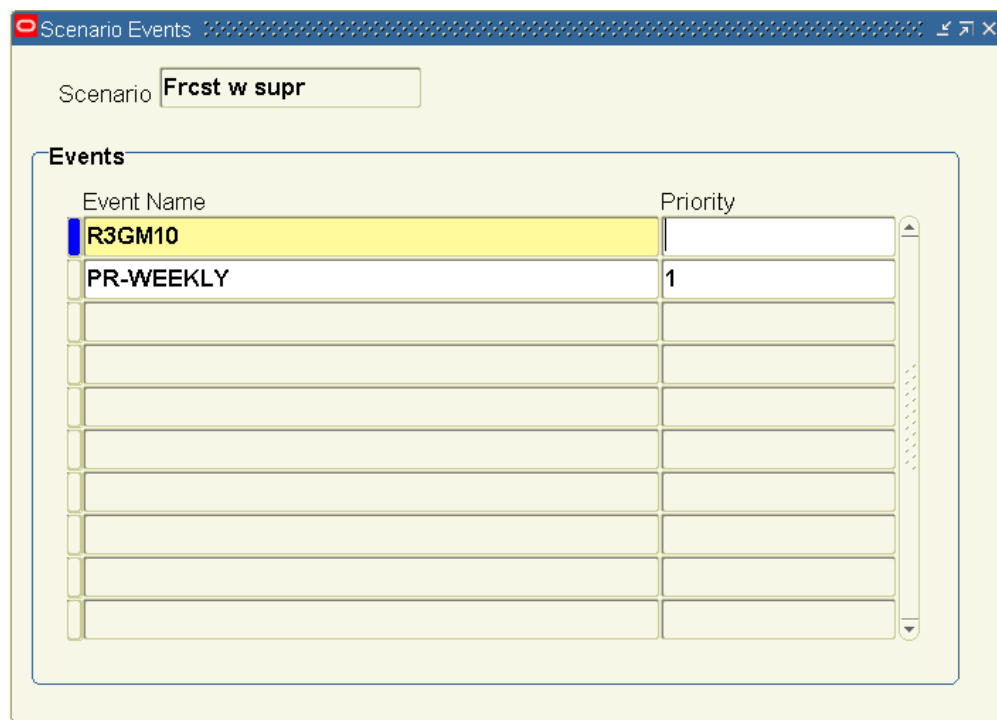 Scenario Events
Scenario Frcst w supr
Events
Event Name Priority
R3GM10
PR-WEEKLY 1